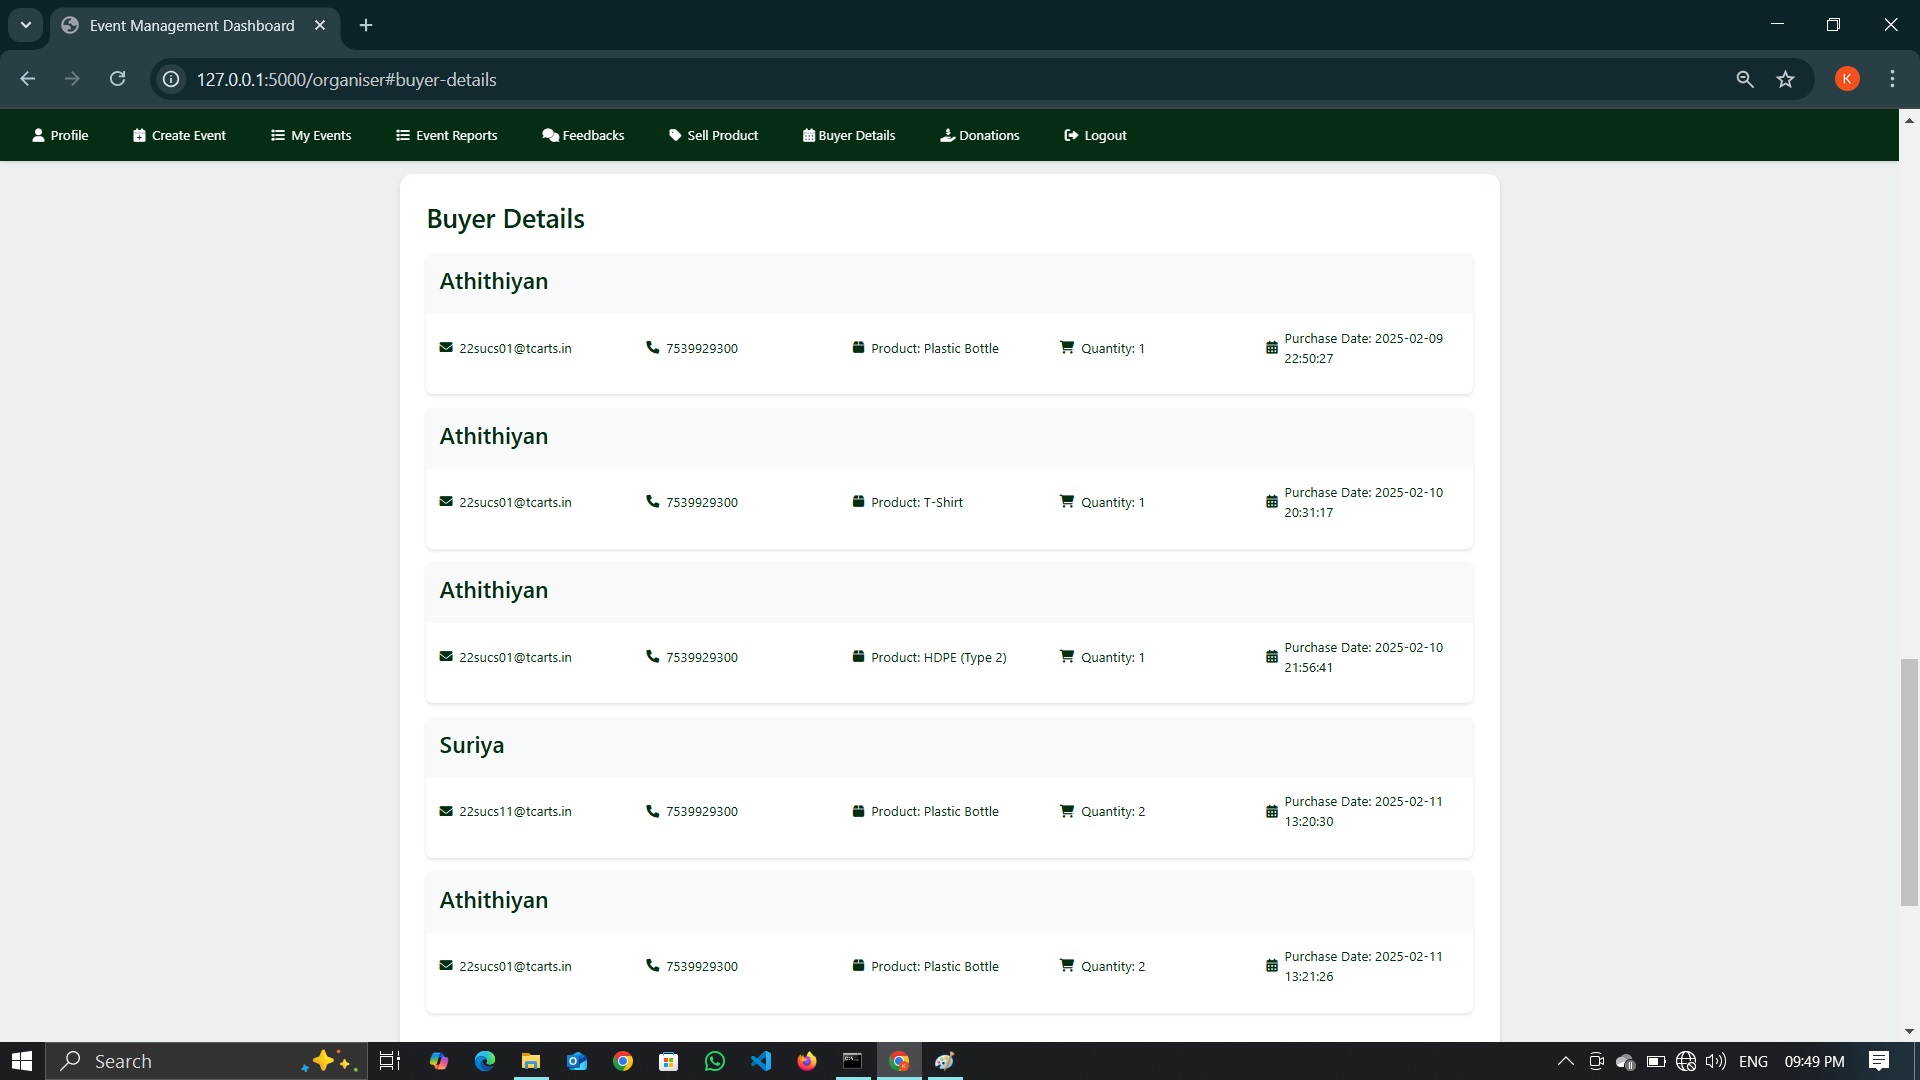 Event Management Dashboard
127.0.0.1:5000/organiser#buyer-details
K
Profile Create Event My Events Event Reports Feedbacks Sell Product Buyer Details Donations Logout
Buyer Details
Athithiyan
22sucs01@tcarts.in 7539929300 Product: Plastic Bottle Quantity: 1 Purchase Date: 2025-02-09
22:50:27
Athithiyan
22sucs01@tcarts.in 7539929300 Product: T-Shirt Quantity: 1 Purchase Date: 2025-02-10
20:31:17
Athithiyan
22sucs01@tcarts.in 7539929300 Product: HDPE (Type 2) Quantity: 1 Purchase Date: 2025-02-10
21:56:41
Suriya
22sucs11@tcarts.in 7539929300 Product: Plastic Bottle Quantity: 2 Purchase Date: 2025-02-11
13:20:30
Athithiyan
22sucs01@tcarts.in 7539929300 Product: Plastic Bottle Quantity: 2 Purchase Date: 2025-02-11
13:21:26
Search ENG 09:49 PM